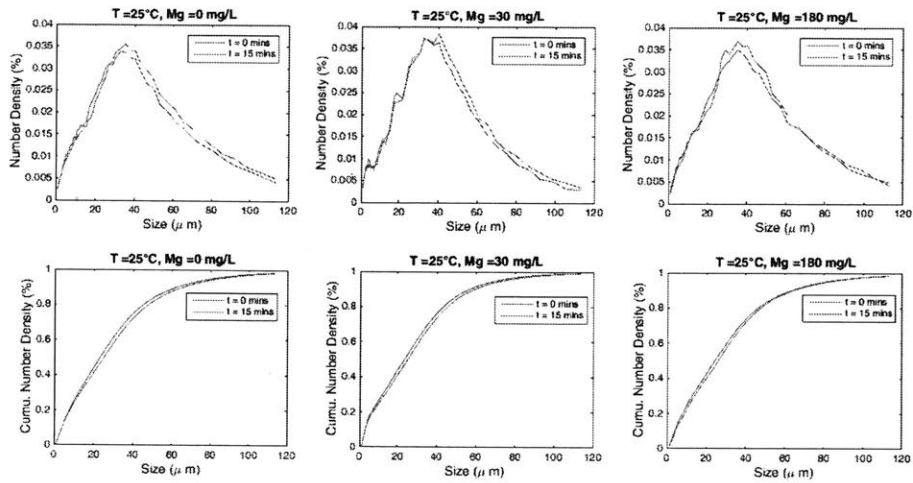 T =25°C, Mg =0 mg/L
0.04
0.035
0.03
0.025
0.02
0.015
0.01
0.005
0
0 20 40 60 80 100 120
Number Density (%)
Size (μ m)
t = 0 mins
t = 15 mins
T =25°C, Mg =30 mg/L
0.04
0.035
0.03
0.025
0.02
0.015
0.01
0.005
0
0 20 40 60 80 100 120
Number Density (%)
Size (μ m)
t = 0 mins
t = 15 mins
T =25°C, Mg =180 mg/L
0.04
0.035
0.03
0.025
0.02
0.015
0.01
0.005
0
0 20 40 60 80 100 120
Number Density (%)
Size (μ m)
t = 0 mins
t = 15 mins
T =25°C, Mg =0 mg/L
1
0.8
0.6
0.4
0.2
0
0 20 40 60 80 100 120
Cumu. Number Density (%)
Size (μ m)
t = 0 mins
t = 15 mins
T =25°C, Mg =30 mg/L
1
0.8
0.6
0.4
0.2
0
0 20 40 60 80 100 120
Cumu. Number Density (%)
Size (μ m)
t = 0 mins
t = 15 mins
T =25°C, Mg =180 mg/L
1
0.8
0.6
0.4
0.2
0
0 20 40 60 80 100 120
Cumu. Number Density (%)
Size (μ m)
t = 0 mins
t = 15 mins